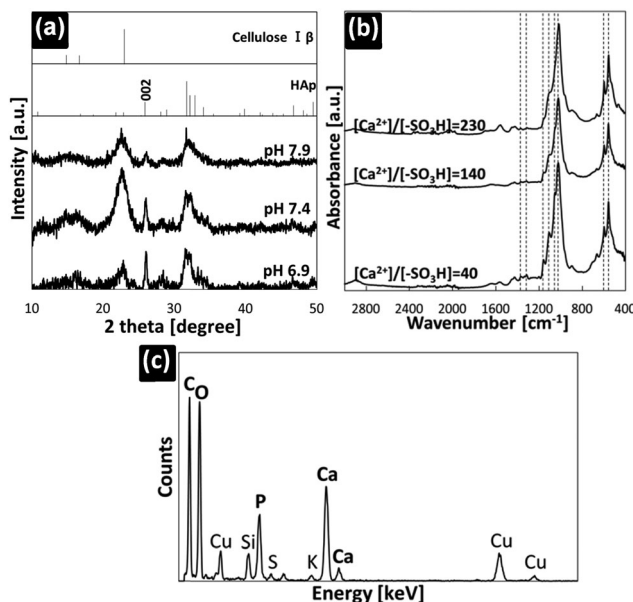 (a)
Cellulose I β
HAp
002
pH 7.9
pH 7.4
pH 6.9
Intensity [a.u.]
10 20 30 40 50
2 theta [degree]
(b)
[Ca²⁺]/[-SO₃H]=230
[Ca²⁺]/[-SO₃H]=140
[Ca²⁺]/[-SO₃H]=40
Absorbance [a.u.]
2800 2400 2000 1600 1200 800 400
Wavenumber [cm⁻¹]
(c)
C O
Cu Si P S K Ca Ca Cu Cu
Counts
Energy [keV]